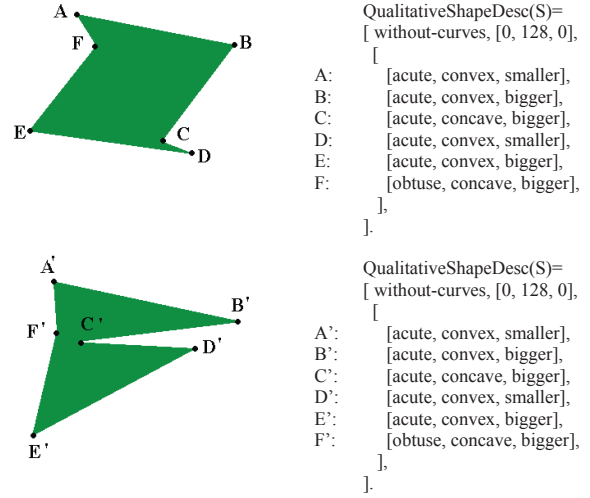 A
F
B
E
C
D
QualitativeShapeDesc(S)=
[ without-curves, [0, 128, 0],
[
A: [acute, convex, smaller],
B: [acute, convex, bigger],
C: [acute, concave, bigger],
D: [acute, convex, smaller],
E: [acute, convex, bigger],
F: [obtuse, concave, bigger],
],
].
A'
B'
F'
C'
D'
E'
QualitativeShapeDesc(S)=
[ without-curves, [0, 128, 0],
[
A’: [acute, convex, smaller],
B’: [acute, convex, bigger],
C’: [acute, concave, bigger],
D’: [acute, convex, smaller],
E’: [acute, convex, bigger],
F’: [obtuse, concave, bigger],
],
].